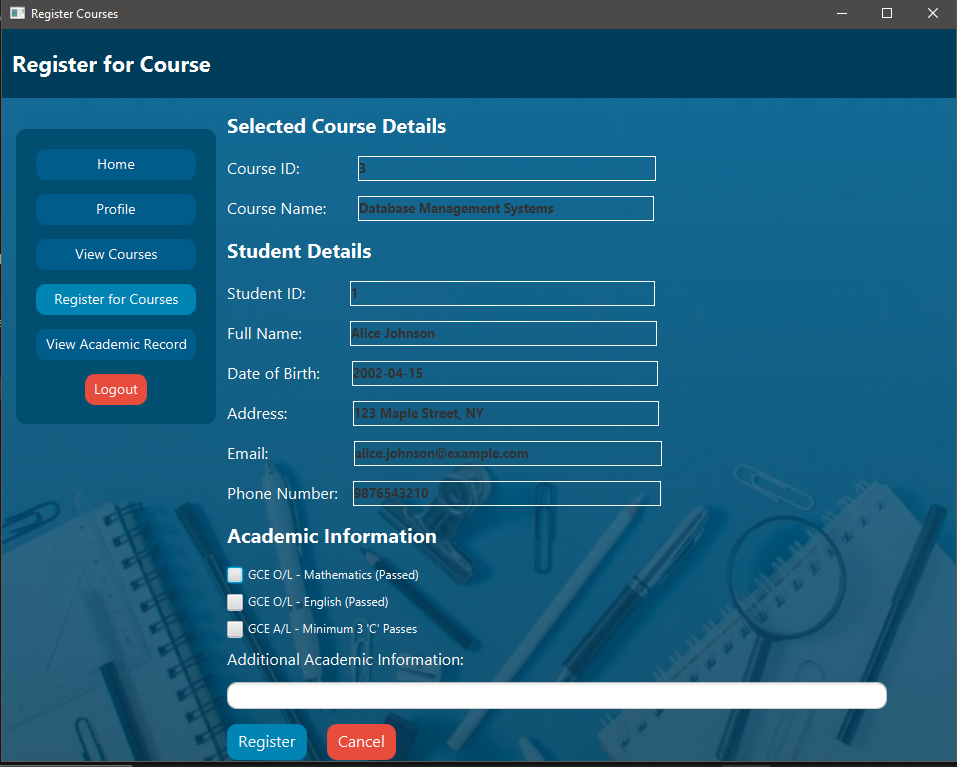 Register Courses
Register for Course
Home
Profile
View Courses
Register for Courses
View Academic Record
Logout
Selected Course Details
Course ID: 3
Course Name: Database Management Systems
Student Details
Student ID: 1
Full Name: Alice Johnson
Date of Birth: 2002-04-15
Address: 123 Maple Street, NY
Email: alice.johnson@example.com
Phone Number: 9876543210
Academic Information
GCE O/L - Mathematics (Passed)
GCE O/L - English (Passed)
GCE A/L - Minimum 3 'C' Passes
Additional Academic Information:
Register Cancel